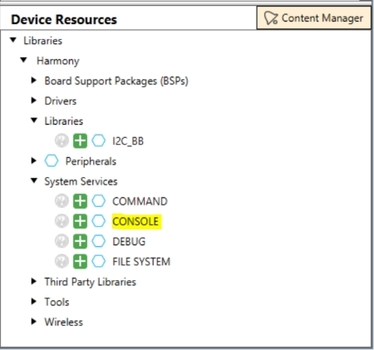 Device Resources
Content Manager
Libraries
Harmony
Board Support Packages (BSPs)
Drivers
Libraries
I2C_BB
Peripherals
System Services
COMMAND
CONSOLE
DEBUG
FILE SYSTEM
Third Party Libraries
Tools
Wireless